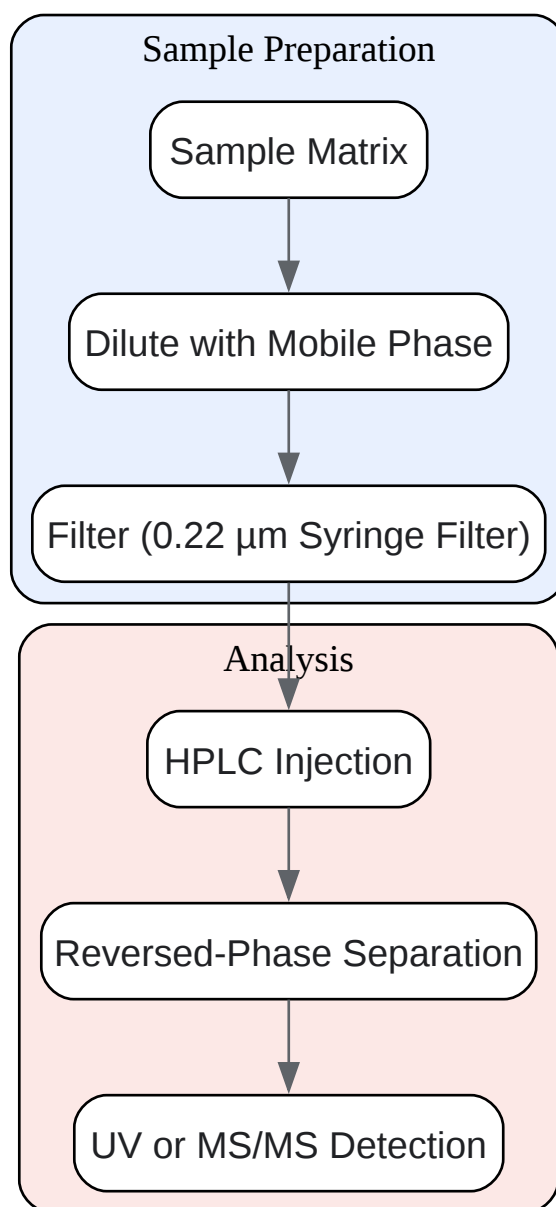 Sample Preparation
Sample Matrix
Dilute with Mobile Phase
Filter (0.22 µm Syringe Filter)
Analysis
HPLC Injection
Reversed-Phase Separation
UV or MS/MS Detection